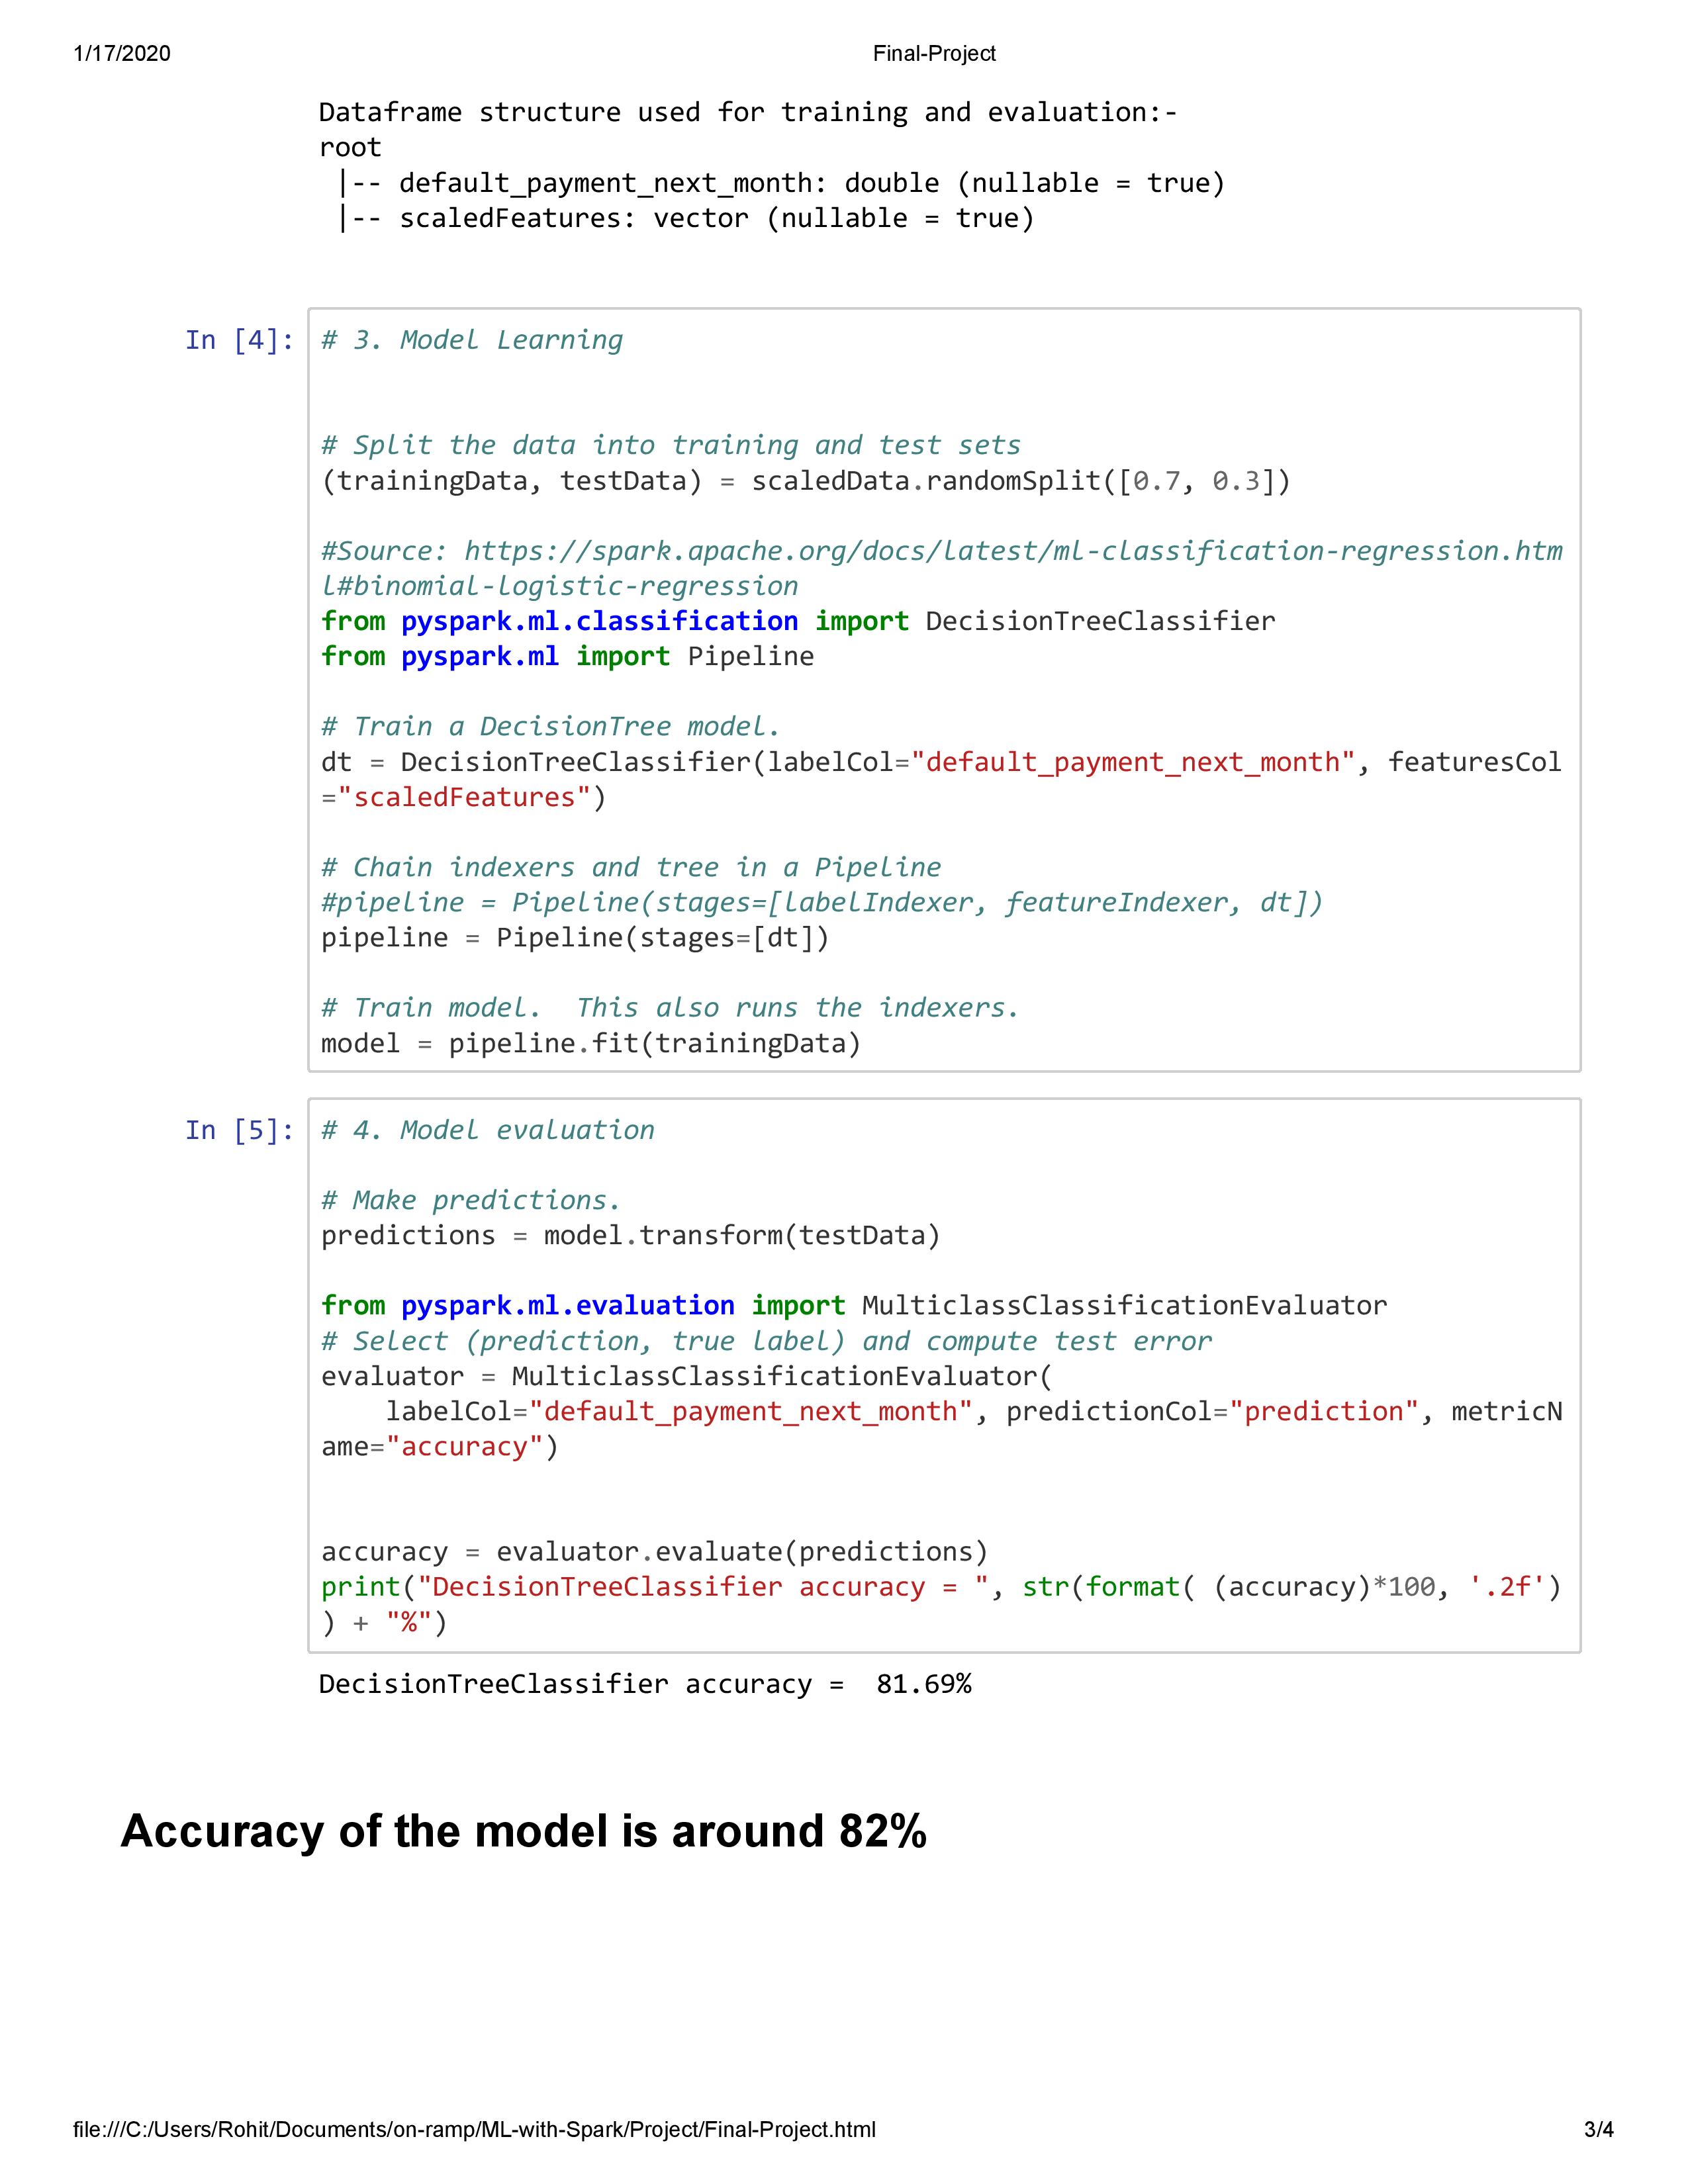 1/17/2020 Final-Project
Dataframe structure used for training and evaluation:-
root
 |-- default_payment_next_month: double (nullable = true)
 |-- scaledFeatures: vector (nullable = true)
In [4]: # 3. Model Learning
# Split the data into training and test sets
(trainingData, testData) = scaledData.randomSplit([0.7, 0.3])
#Source: https://spark.apache.org/docs/latest/ml-classification-regression.htm
l#binomial-logistic-regression
from pyspark.ml.classification import DecisionTreeClassifier
from pyspark.ml import Pipeline
# Train a DecisionTree model.
dt = DecisionTreeClassifier(labelCol="default_payment_next_month", featuresCol
="scaledFeatures")
# Chain indexers and tree in a Pipeline
#pipeline = Pipeline(stages=[labelIndexer, featureIndexer, dt])
pipeline = Pipeline(stages=[dt])
# Train model.  This also runs the indexers.
model = pipeline.fit(trainingData)
In [5]: # 4. Model evaluation
# Make predictions.
predictions = model.transform(testData)
from pyspark.ml.evaluation import MulticlassClassificationEvaluator
# Select (prediction, true label) and compute test error
evaluator = MulticlassClassificationEvaluator(
    labelCol="default_payment_next_month", predictionCol="prediction", metricN
ame="accuracy")
accuracy = evaluator.evaluate(predictions)
print("DecisionTreeClassifier accuracy = ", str(format( (accuracy)*100, '.2f')
) + "%")
DecisionTreeClassifier accuracy =  81.69%
Accuracy of the model is around 82%
file:///C:/Users/Rohit/Documents/on-ramp/ML-with-Spark/Project/Final-Project.html 3/4